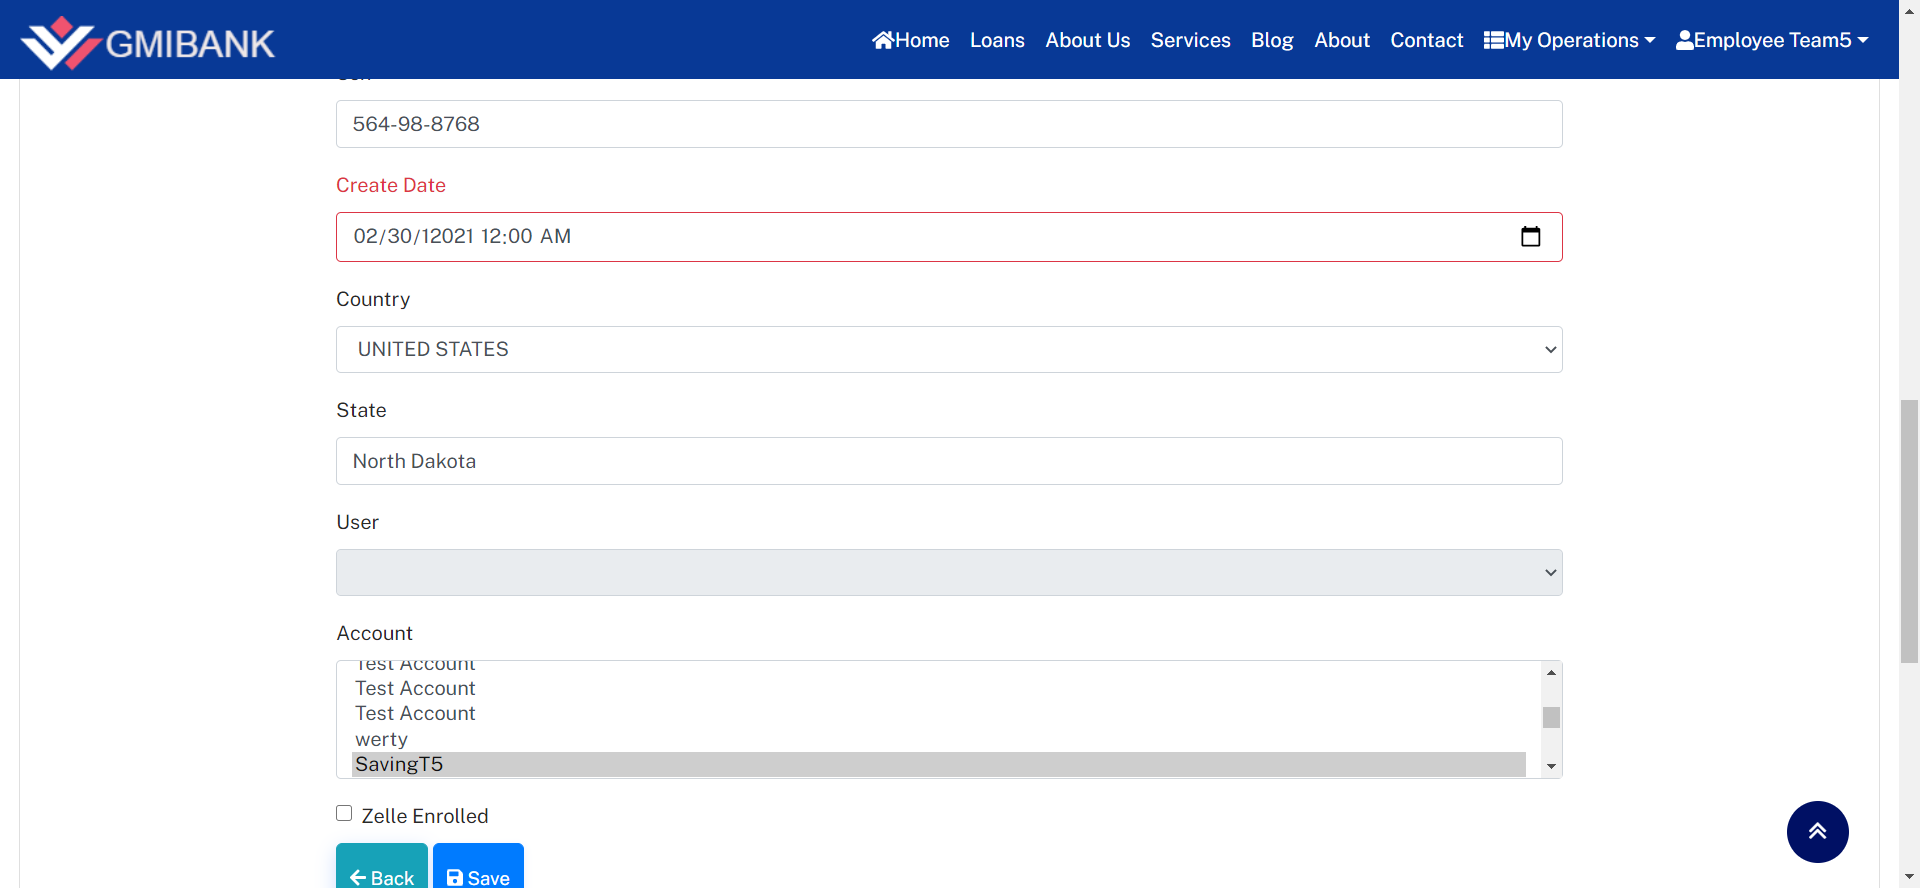 GMIBANK
Home Loans About Us Services Blog About Contact My Operations Employee Team5
564-98-8768
Create Date
02/30/12021 12:00 AM
Country
UNITED STATES
State
North Dakota
User
Account
Test Account
Test Account
Test Account
werty
SavingT5
Zelle Enrolled
Back Save